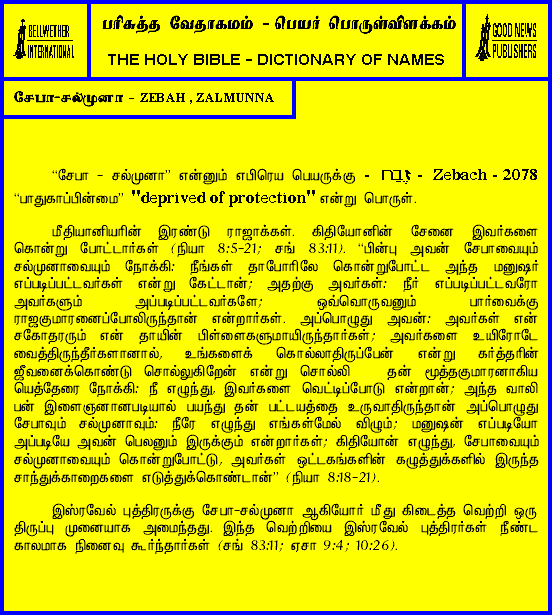 BELLWETHER
INTERNATIONAL
பரிசுத்த வேதாகமம் - பெயர் பொருள்விளக்கம்
THE HOLY BIBLE - DICTIONARY OF NAMES
GOOD NEWS
PUBLISHERS
சேபா-சல்முனா - ZEBAH , ZALMUNNA
“சேபா - சல்முனா” என்னும் எபிரெய பெயருக்கு - זֶבַח - Zebach - 2078
“பாதுகாப்பின்மை” "deprived of protection" என்று பொருள்.
மீதியானியரின் இரண்டு ராஜாக்கள். கிதியோனின் சேனை இவர்களை
கொன்று போட்டார்கள் (நியா 8:5-21; சங் 83:11). “பின்பு அவன் சேபாவையும்
சல்முனாவையும் நோக்கி: நீங்கள் தாபோரிலே கொன்றுபோட்ட அந்த மனுஷர்
எப்படிப்பட்டவர்கள் என்று கேட்டான்; அதற்கு அவர்கள்: நீர் எப்படிப்பட்டவரோ
அவர்களும் அப்படிப்பட்டவர்களே; ஒவ்வொருவனும் பார்வைக்கு
ராஜகுமாரனைப்போலிருந்தான் என்றார்கள். அப்பொழுது அவன்: அவர்கள் என்
சகோதரரும் என் தாயின் பிள்ளைகளுமாயிருந்தார்கள்; அவர்களை உயிரோடே
வைத்திருந்தீர்களானால், உங்களைக் கொல்லாதிருப்பேன் என்று கர்த்தரின்
ஜீவனைக்கொண்டு சொல்லுகிறேன் என்று சொல்லி தன் மூத்தகுமாரனாகிய
யெத்தேரை நோக்கி: நீ எழுந்து, இவர்களை வெட்டிப்போடு என்றான்; அந்த வாலி
பன் இளைஞனானபடியால் பயந்து தன் பட்டயத்தை உருவாதிருந்தான் அப்பொழுது
சேபாவும் சல்முனாவும்: நீரே எழுந்து எங்கள்மேல் விழும்; மனுஷன் எப்படியோ
அப்படியே அவன் பெலனும் இருக்கும் என்றார்கள்; கிதியோன் எழுந்து, சேபாவையும்
சல்முனாவையும் கொன்றுபோட்டு, அவர்கள் ஒட்டகங்களின் கழுத்துக்களில் இருந்த
சாந்துக்காறைகளை எடுத்துக்கொண்டான்” (நியா 8:18-21).
இஸ்ரவேல் புத்திரருக்கு சேபா-சல்முனா ஆகியோர் மீது கிடைத்த வெற்றி ஒரு
திருப்பு முனையாக அமைந்தது. இந்த வெற்றியை இஸ்ரவேல் புத்திரர்கள் நீண்ட
காலமாக நினைவு கூர்ந்தார்கள் (சங் 83:11; ஏசா 9:4; 10:26).